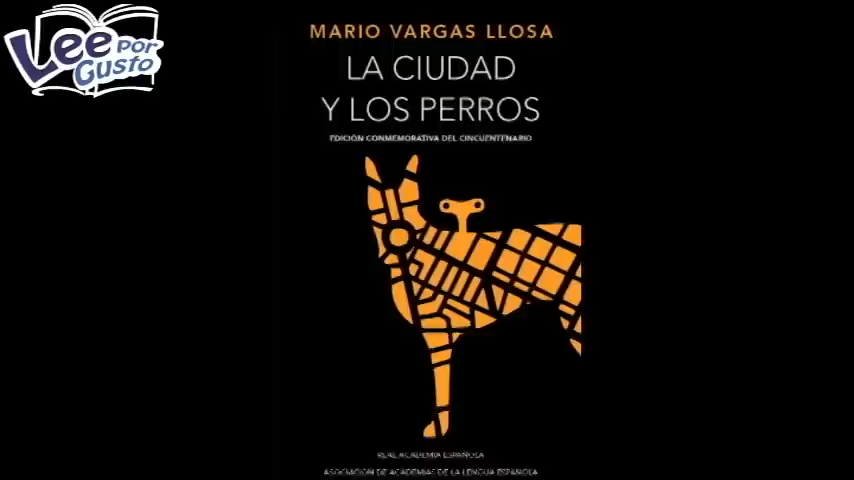 Lee
POR
Gusto
MARIO VARGAS LLOSA
LA CIUDAD
Y LOS PERROS
EDICIÓN CONMEMORATIVA DEL CINCUENTENARIO
REAL ACADEMIA ESPAÑOLA
ASOCIACIÓN DE ACADEMIAS DE LA LENGUA ESPAÑOLA